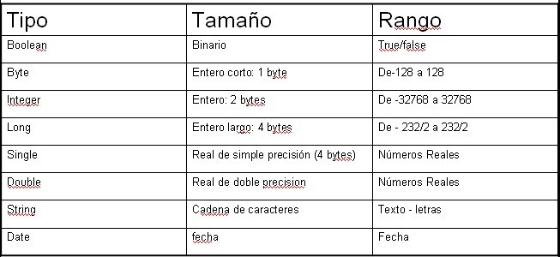 Tipo Tamaño Rango
Boolean Binario True/false
Byte Entero corto: 1 byte De-128 a 128
Integer Entero: 2 bytes De -32768 a 32768
Long Entero largo: 4 bytes De - 232/2 a 232/2
Single Real de simple precisión (4 bytes) Números Reales
Double Real de doble precision Números Reales
String Cadena de caracteres Texto - letras
Date fecha Fecha